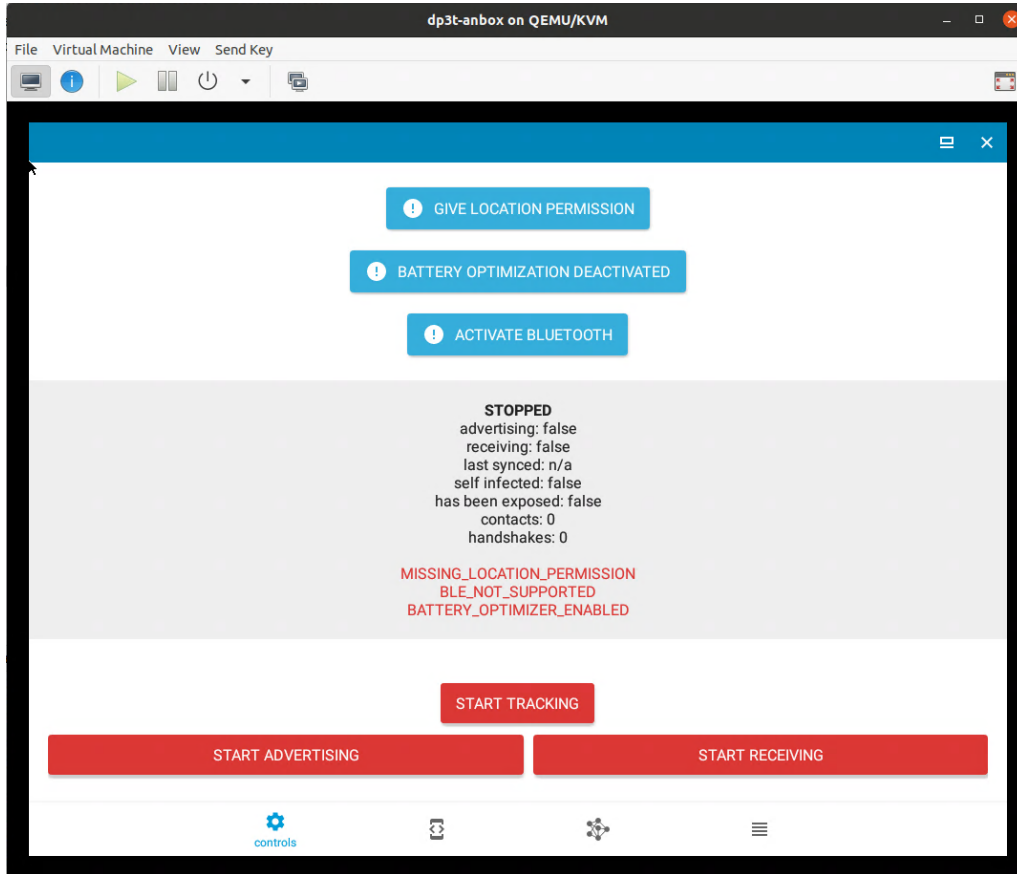 dp3t-anbox on QEMU/KVM
File Virtual Machine View Send Key
GIVE LOCATION PERMISSION
BATTERY OPTIMIZATION DEACTIVATED
ACTIVATE BLUETOOTH
STOPPED
advertising: false
receiving: false
last synced: n/a
self infected: false
has been exposed: false
contacts: 0
handshakes: 0
MISSING_LOCATION_PERMISSION
BLE_NOT_SUPPORTED
BATTERY_OPTIMIZER_ENABLED
START TRACKING
START ADVERTISING START RECEIVING
controls